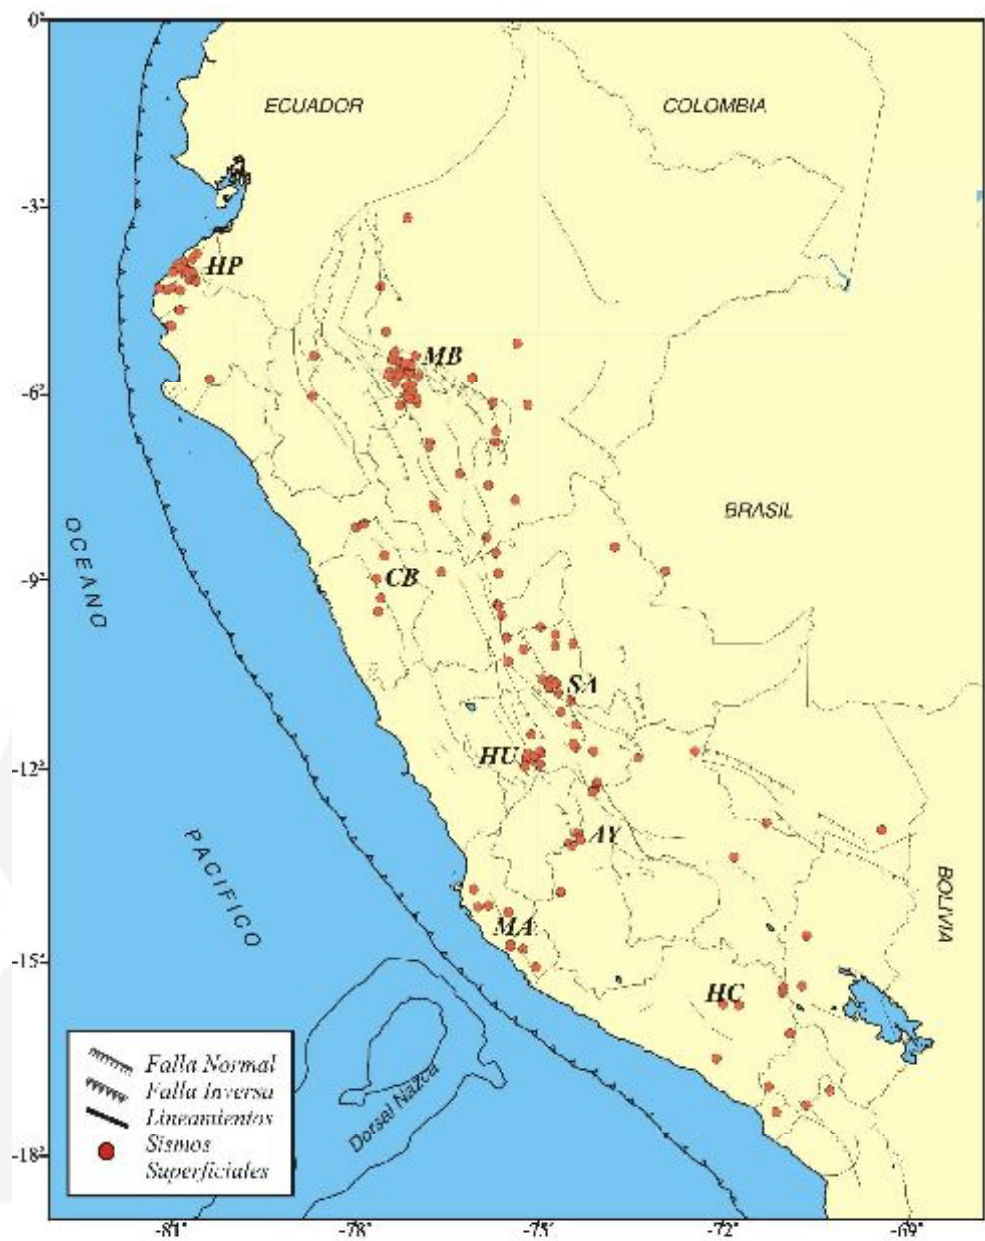 0°
ECUADOR
COLOMBIA
-3°
HP
MB
-6°
BRASIL
OCEANO
-9°
CB
SA
HU
-12°
AY
PACIFICO
BOLIVIA
MA
-15°
HC
Dorsal Nazca
Falla Normal
Falla Inversa
Lineamientos
Sismos
Superficiales
-18°
-81° -78° -75° -72° -69°